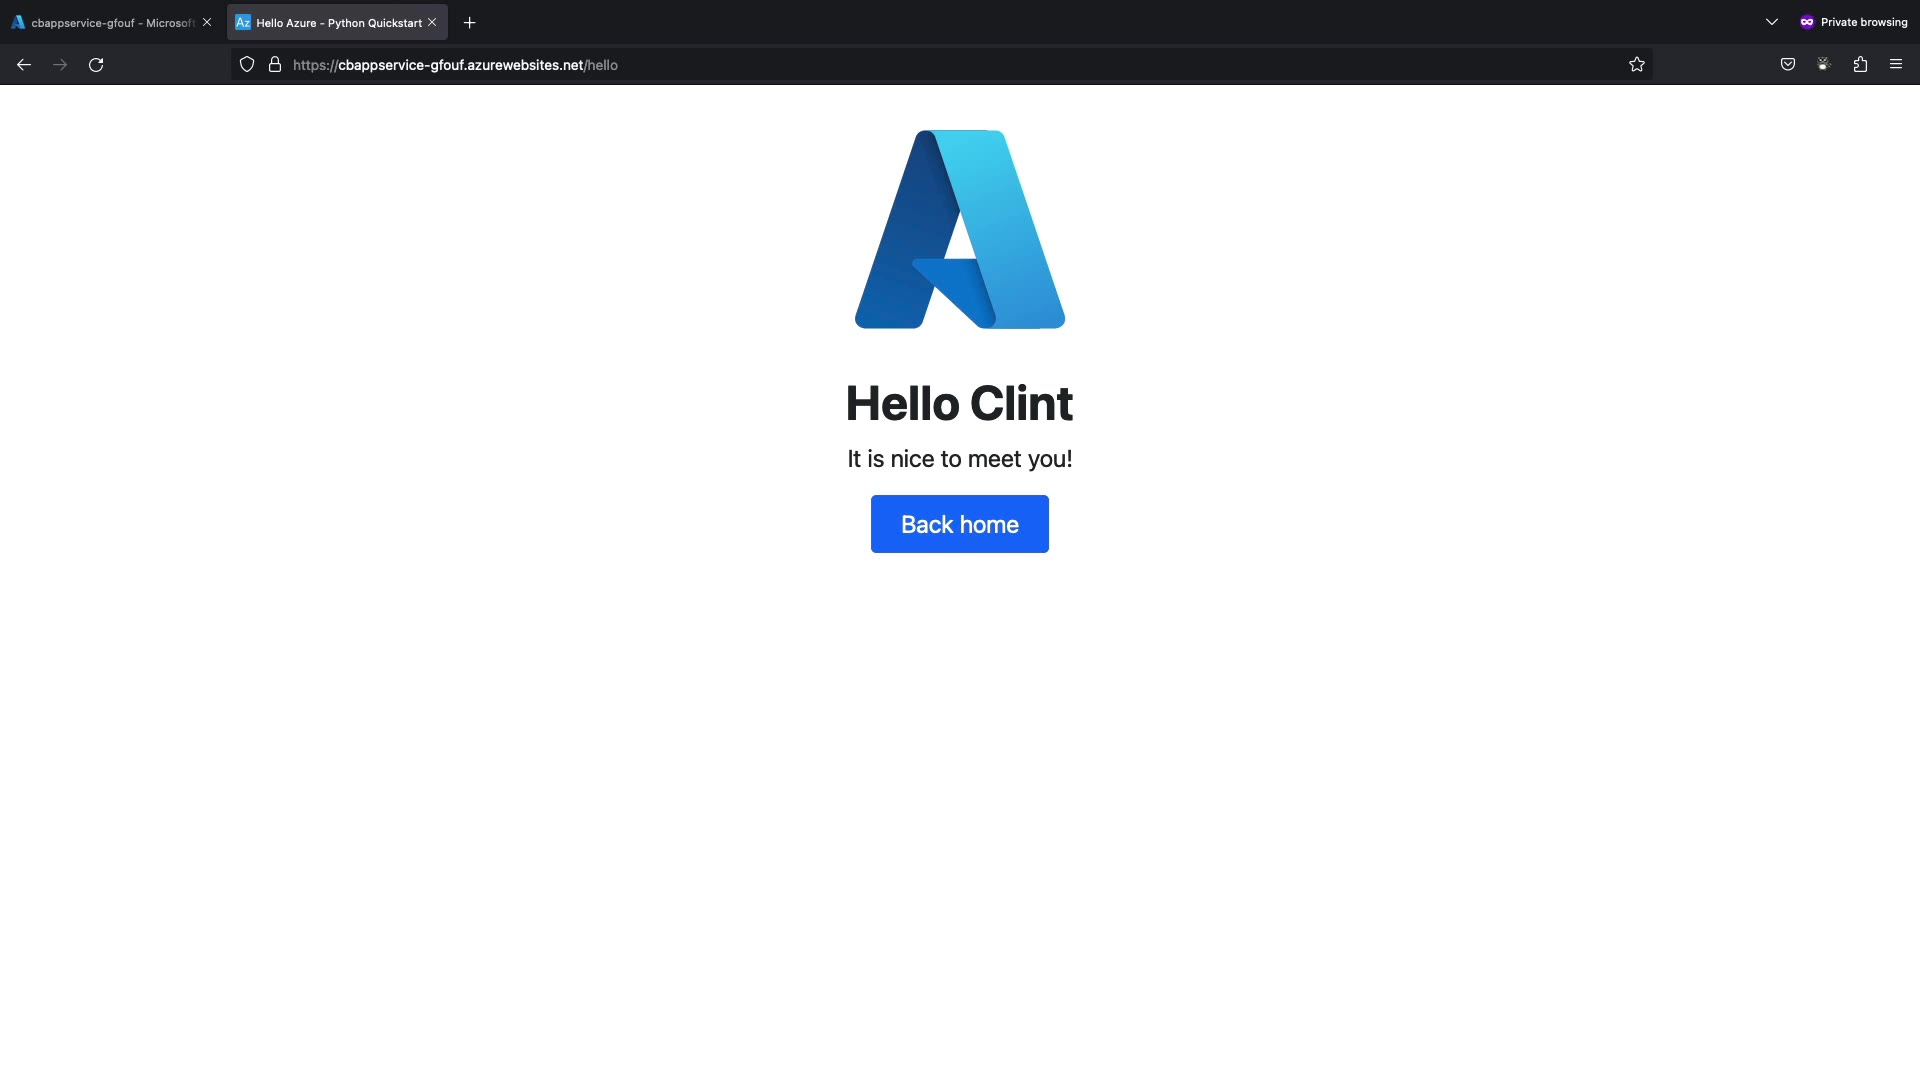 cbappservice-gfouf - Microsoft
Az Hello Azure - Python Quickstart
Private browsing
https://cbappservice-gfouf.azurewebsites.net/hello
Hello Clint
It is nice to meet you!
Back home